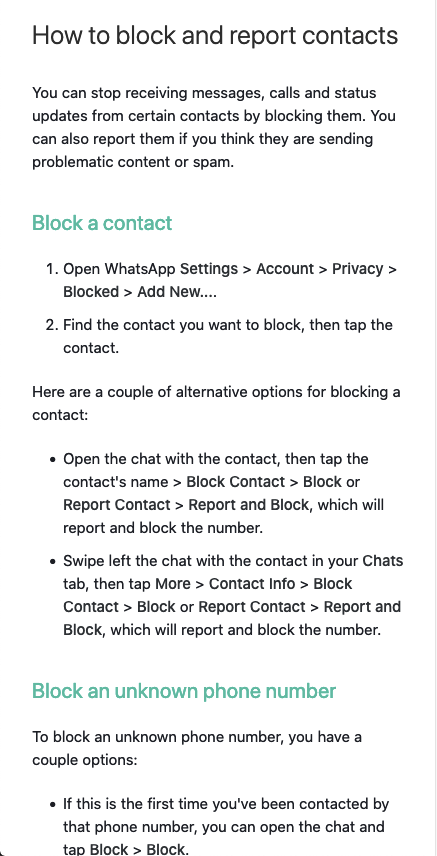 How to block and report contacts
You can stop receiving messages, calls and status
updates from certain contacts by blocking them. You
can also report them if you think they are sending
problematic content or spam.
Block a contact
1. Open WhatsApp Settings > Account > Privacy >
Blocked > Add New....
2. Find the contact you want to block, then tap the
contact.
Here are a couple of alternative options for blocking a
contact:
• Open the chat with the contact, then tap the
contact's name > Block Contact > Block or
Report Contact > Report and Block, which will
report and block the number.
• Swipe left the chat with the contact in your Chats
tab, then tap More > Contact Info > Block
Contact > Block or Report Contact > Report and
Block, which will report and block the number.
Block an unknown phone number
To block an unknown phone number, you have a
couple options:
• If this is the first time you've been contacted by
that phone number, you can open the chat and
tap Block > Block.